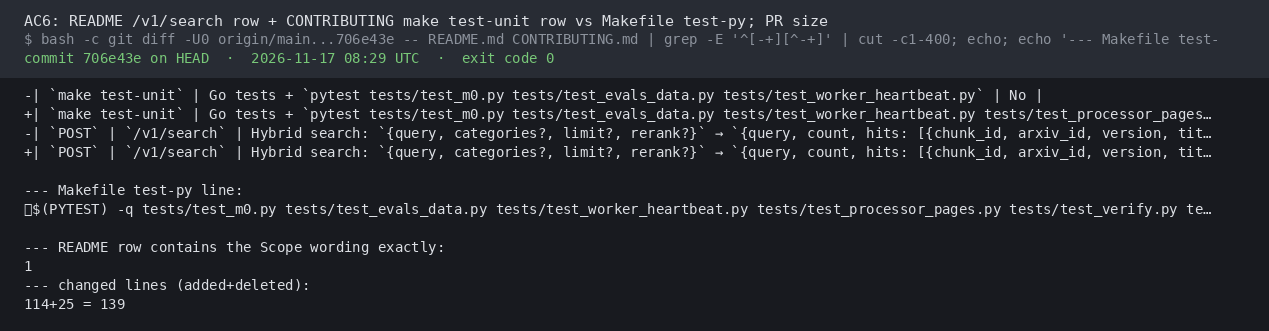 AC6: README /v1/search row + CONTRIBUTING make test-unit row vs Makefile test-py; PR size
$ bash -c git diff -U0 origin/main...706e43e -- README.md CONTRIBUTING.md | grep -E '^[-+][^-+]' | cut -c1-400; echo; echo '--- Makefile test-
commit 706e43e on HEAD · 2026-11-17 08:29 UTC · exit code 0
-| `make test-unit` | Go tests + `pytest tests/test_m0.py tests/test_evals_data.py tests/test_worker_heartbeat.py` | No |
+| `make test-unit` | Go tests + `pytest tests/test_m0.py tests/test_evals_data.py tests/test_worker_heartbeat.py tests/test_processor_pages…
-| `POST` | `/v1/search` | Hybrid search: `{query, categories?, limit?, rerank?}` → `{query, count, hits: [{chunk_id, arxiv_id, version, tit…
+| `POST` | `/v1/search` | Hybrid search: `{query, categories?, limit?, rerank?}` → `{query, count, hits: [{chunk_id, arxiv_id, version, tit…
--- Makefile test-py line:
$(PYTEST) -q tests/test_m0.py tests/test_evals_data.py tests/test_worker_heartbeat.py tests/test_processor_pages.py tests/test_verify.py te…
--- README row contains the Scope wording exactly:
1
--- changed lines (added+deleted):
114+25 = 139